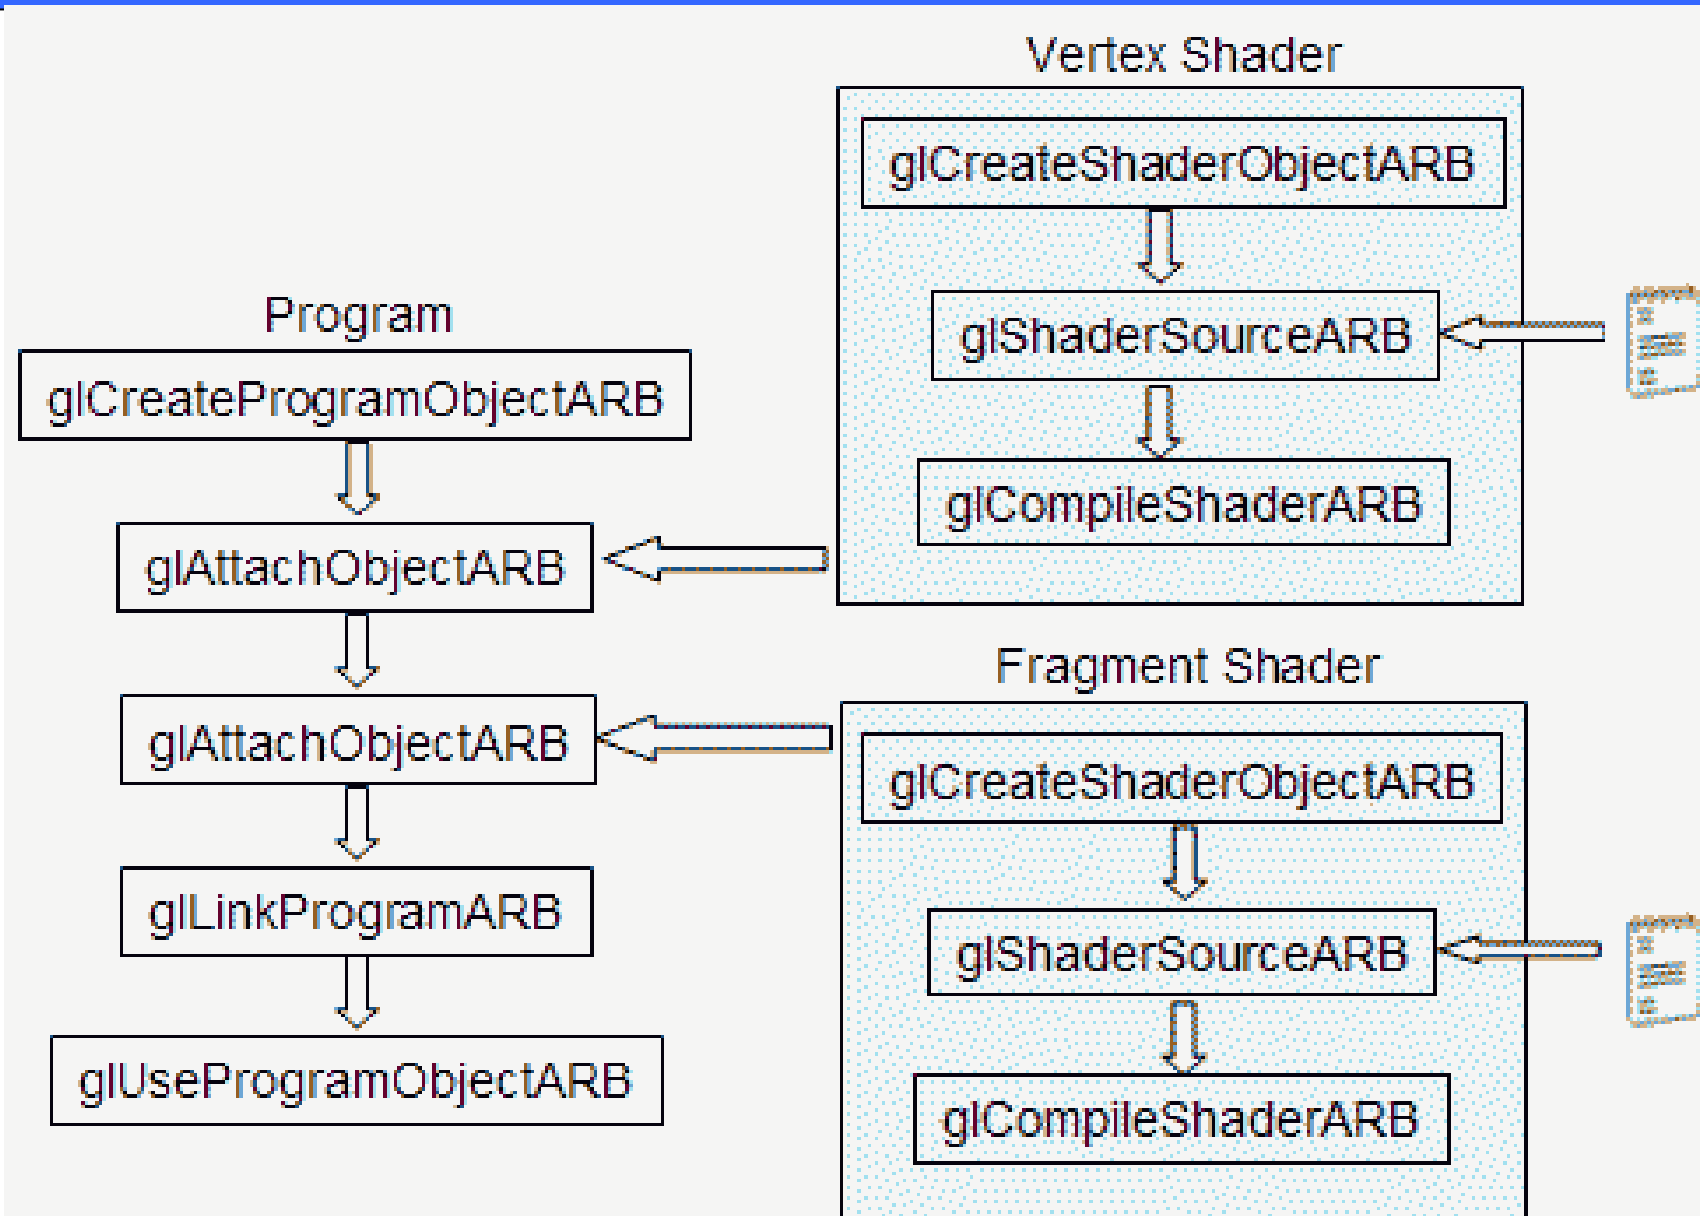 Vertex Shader
glCreateShaderObjectARB
glShaderSourceARB
glCompileShaderARB
Program
glCreateProgramObjectARB
glAttachObjectARB
glAttachObjectARB
glLinkProgramARB
glUseProgramObjectARB
Fragment Shader
glCreateShaderObjectARB
glShaderSourceARB
glCompileShaderARB